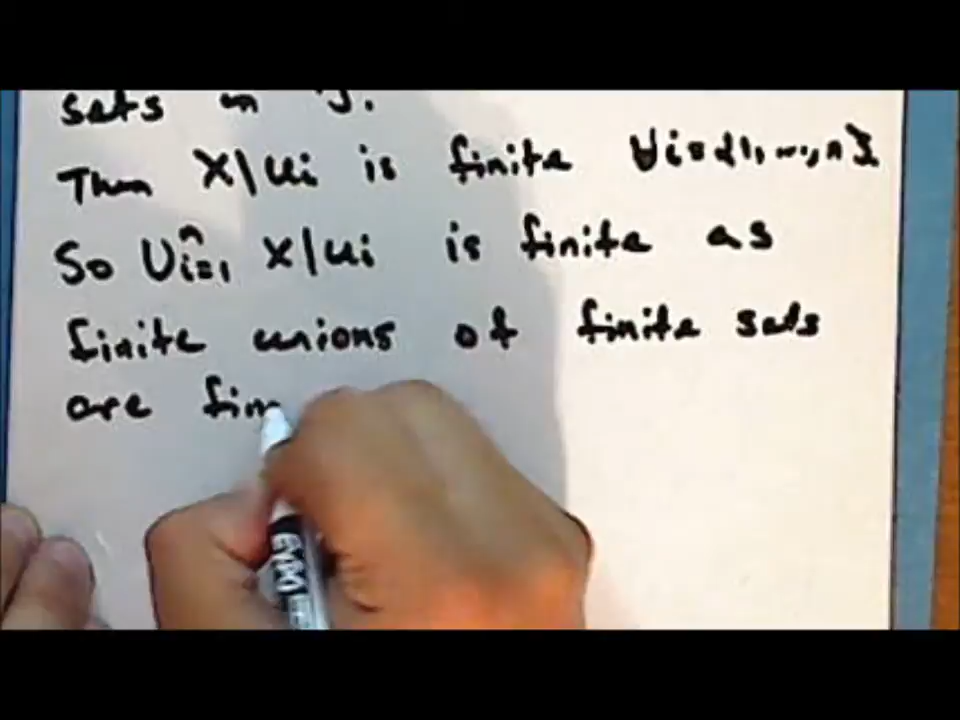 sets in J.
Then X|Ui is finite ∀i={1,...,n}
So Uⁿi=1 X|Ui is finite as
finite unions of finite sets
are fin